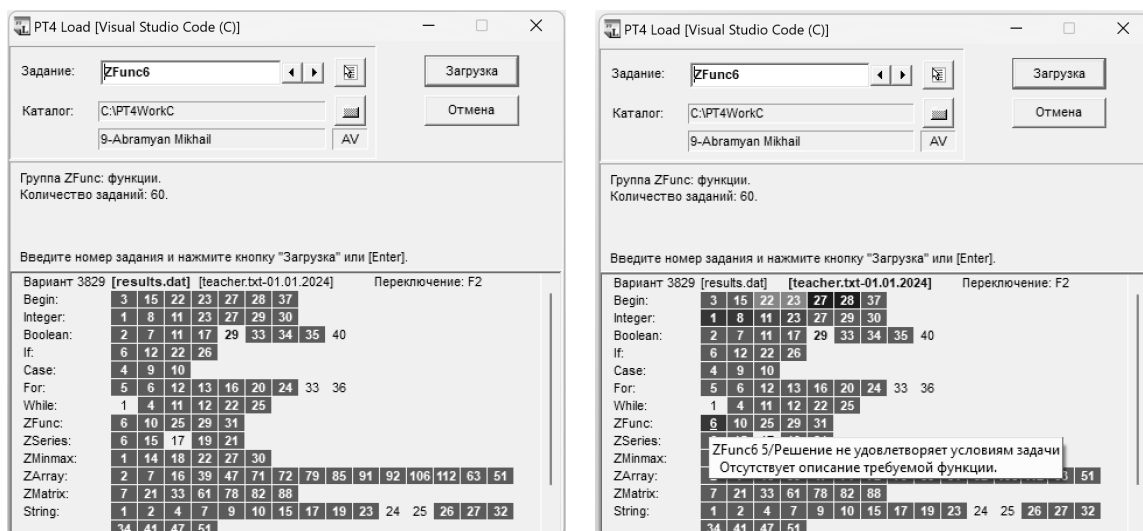 PT4 Load [Visual Studio Code (C)]
Задание: ZFunc6 Загрузка
Каталог: C:\PT4WorkC Отмена
9-Abramyan Mikhail AV
Группа ZFunc: функции.
Количество заданий: 60.
Введите номер задания и нажмите кнопку "Загрузка" или [Enter].
Вариант 3829 [results.dat] [teacher.txt-01.01.2024] Переключение: F2
Begin: 3 15 22 23 27 28 37
Integer: 1 8 11 23 27 29 30
Boolean: 2 7 11 17 29 33 34 35 40
If: 6 12 22 26
Case: 4 9 10
For: 5 6 12 13 16 20 24 33 36
While: 1 4 11 12 22 25
ZFunc: 6 10 25 29 31
ZSeries: 6 15 17 19 21
ZMinmax: 1 14 18 22 27 30
ZArray: 2 7 16 39 47 71 72 79 85 91 92 106 112 63 51
ZMatrix: 7 21 33 61 78 82 88
String: 1 2 4 7 9 10 15 17 19 23 24 25 26 27 32
34 41 47 51
PT4 Load [Visual Studio Code (C)]
Задание: ZFunc6 Загрузка
Каталог: C:\PT4WorkC Отмена
9-Abramyan Mikhail AV
Группа ZFunc: функции.
Количество заданий: 60.
Введите номер задания и нажмите кнопку "Загрузка" или [Enter].
Вариант 3829 [results.dat] [teacher.txt-01.01.2024] Переключение: F2
Begin: 3 15 22 23 27 28 37
Integer: 1 8 11 23 27 29 30
Boolean: 2 7 11 17 29 33 34 35 40
If: 6 12 22 26
Case: 4 9 10
For: 5 6 12 13 16 20 24 33 36
While: 1 4 11 12 22 25
ZFunc: 6 10 25 29 31
ZSeries:
ZFunc6 5/Решение не удовлетворяет условиям задачи
ZMinmax:
Отсутствует описание требуемой функции.
ZArray: 63 51
ZMatrix: 7 21 33 61 78 82 88
String: 1 2 4 7 9 10 15 17 19 23 24 25 26 27 32
34 41 47 51